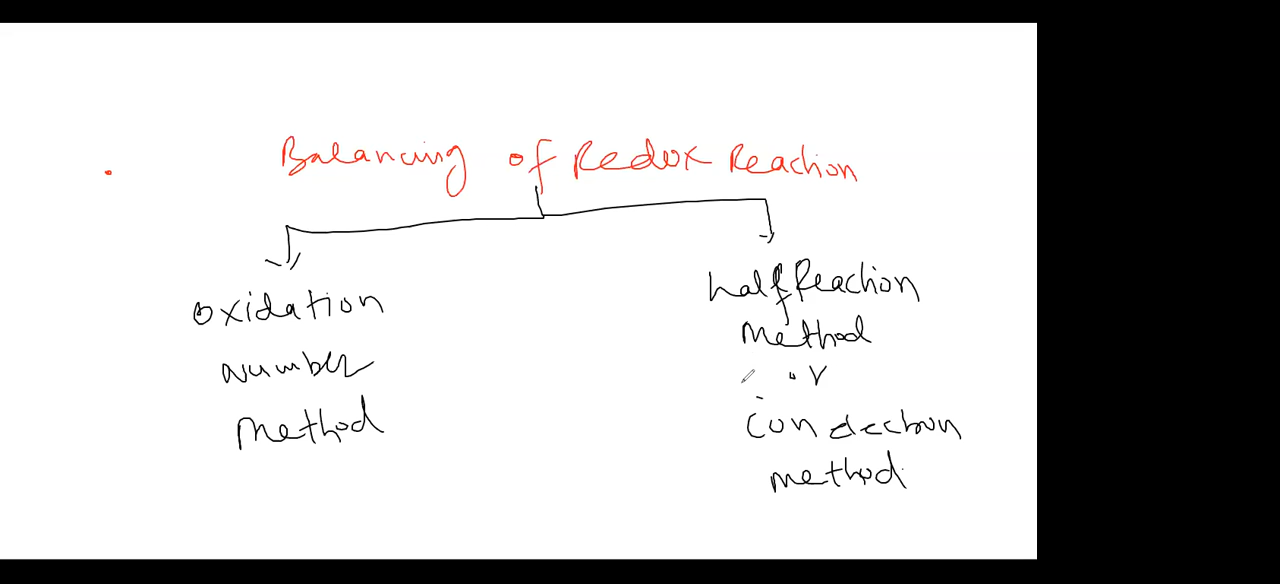 Balancing of Redox Reaction
Oxidation
Number
Method
half Reaction
Method
or
ion electron
method